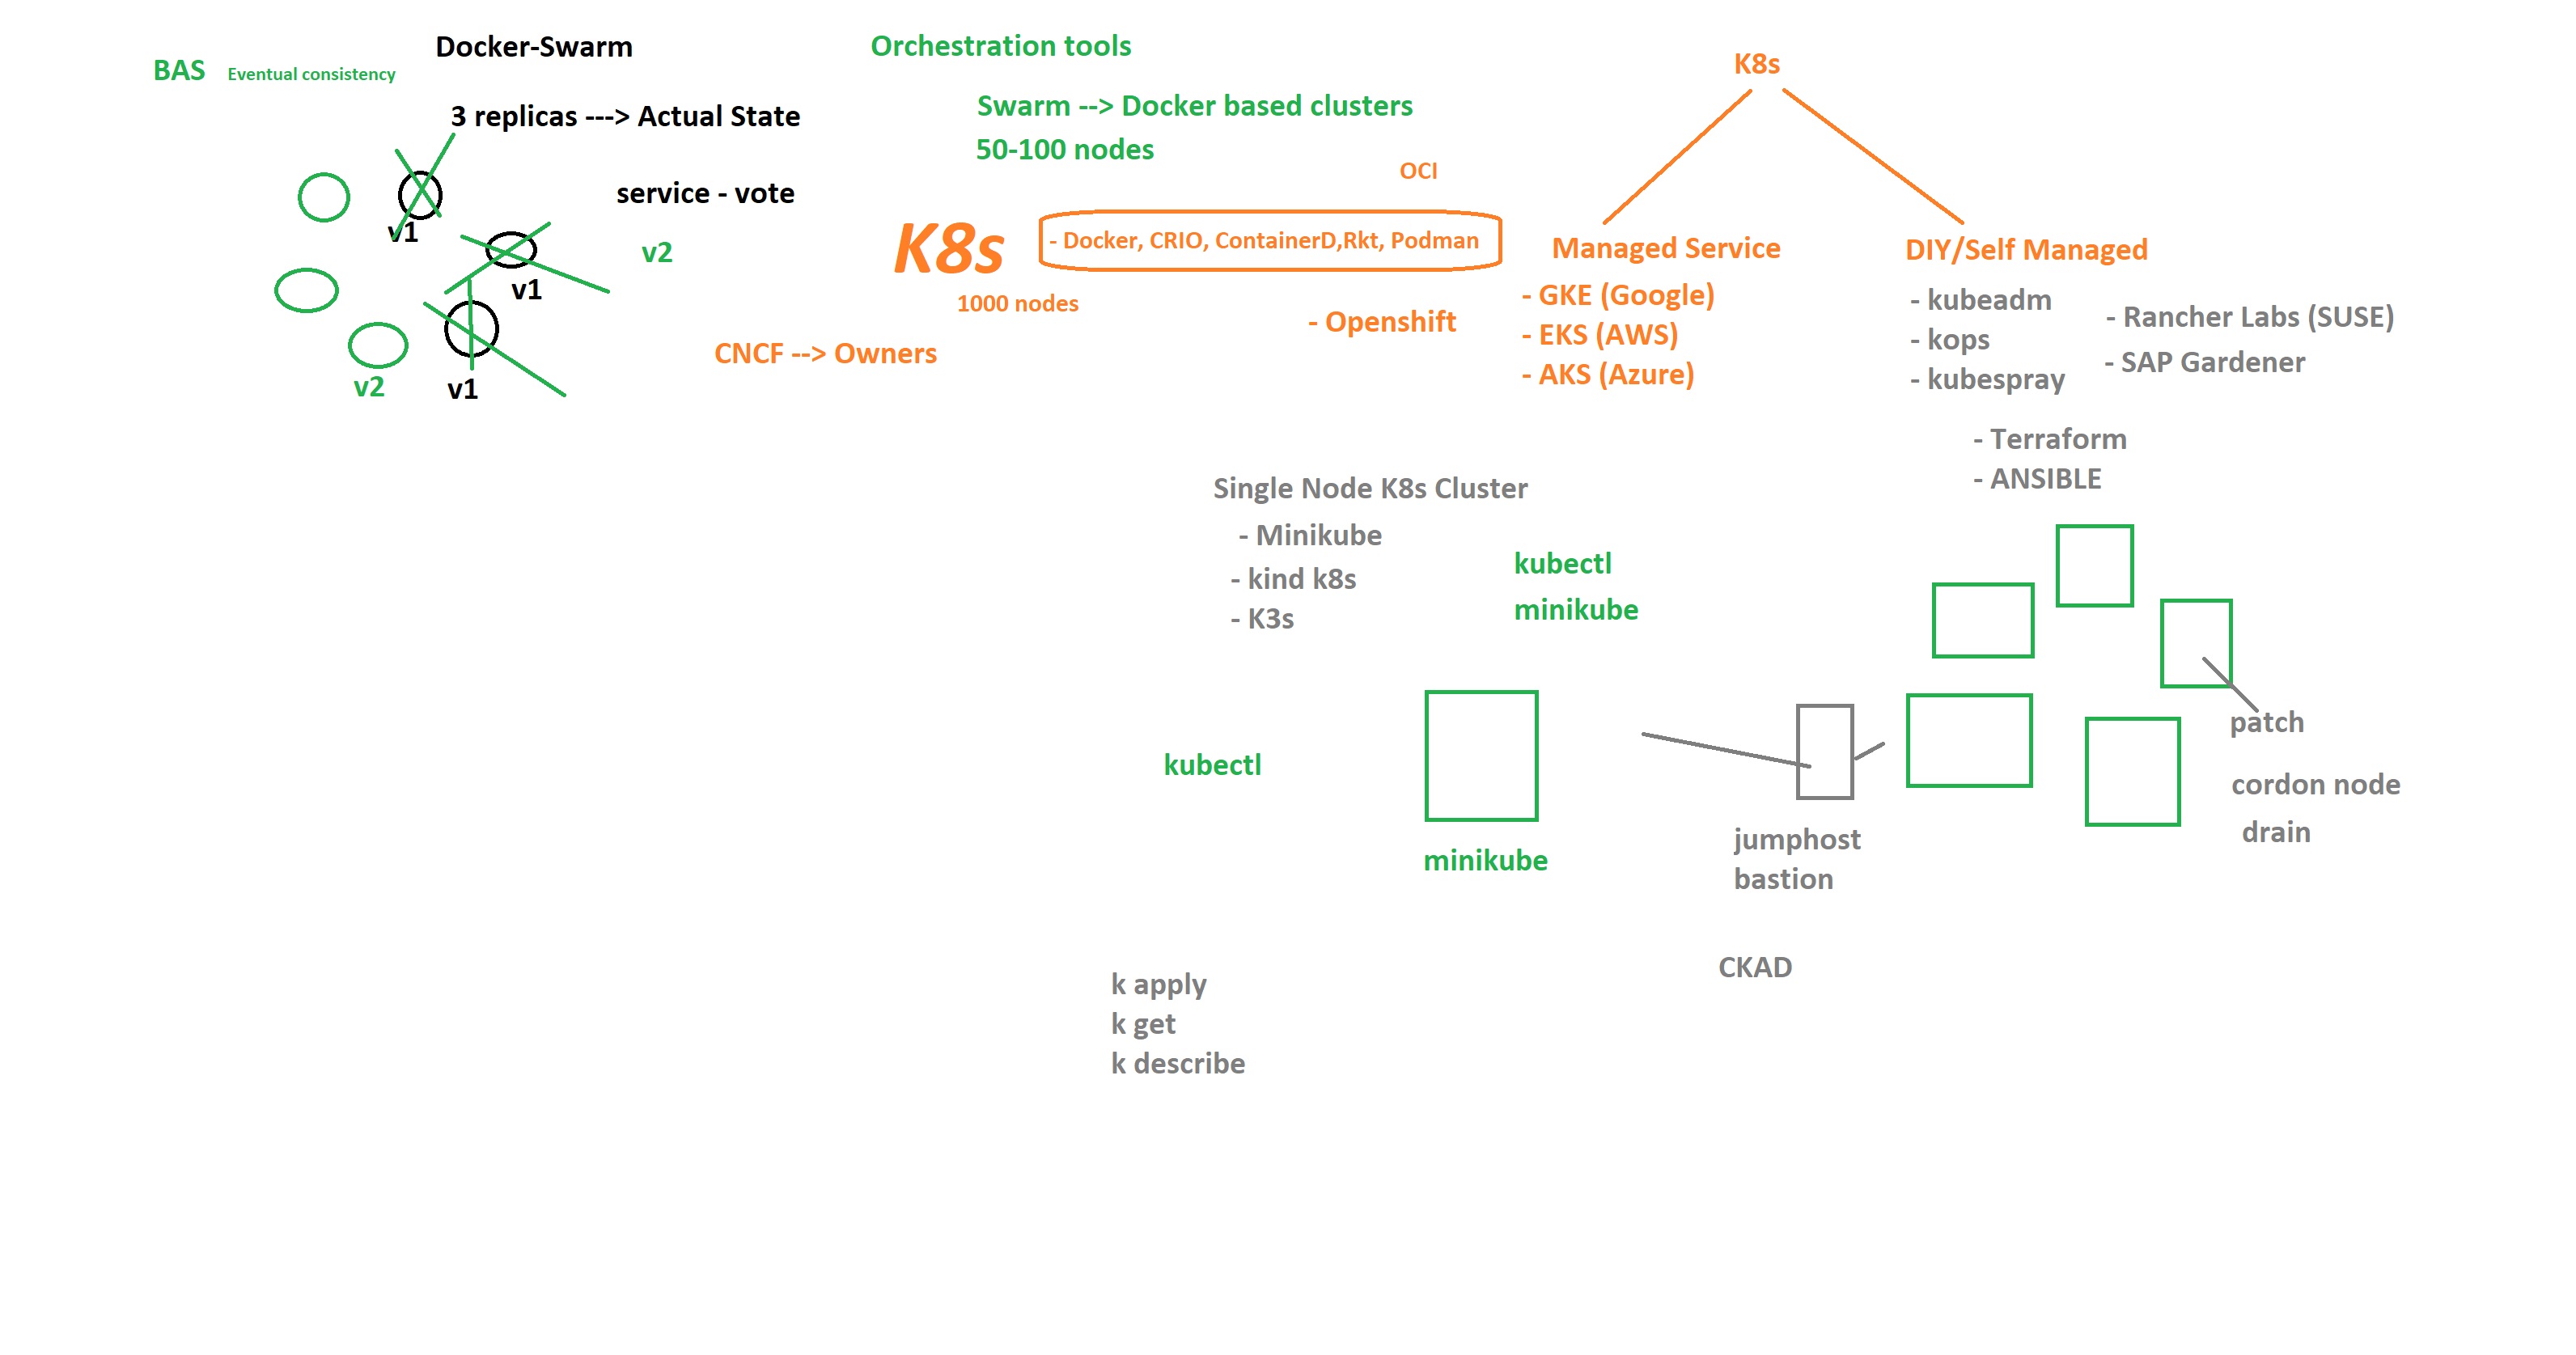 Docker-Swarm
BAS Eventual consistency
3 replicas ---> Actual State
service - vote
v1
v2
v1
v2
v1
Orchestration tools
Swarm --> Docker based clusters
50-100 nodes
OCI
K8s
- Docker, CRIO, ContainerD,Rkt, Podman
1000 nodes
- Openshift
CNCF --> Owners
K8s
Managed Service
- GKE (Google)
- EKS (AWS)
- AKS (Azure)
DIY/Self Managed
- kubeadm
- kops
- kubespray
- Rancher Labs (SUSE)
- SAP Gardener
- Terraform
- ANSIBLE
Single Node K8s Cluster
- Minikube
- kind k8s
- K3s
kubectl
minikube
kubectl
minikube
jumphost
bastion
patch
cordon node
drain
CKAD
k apply
k get
k describe